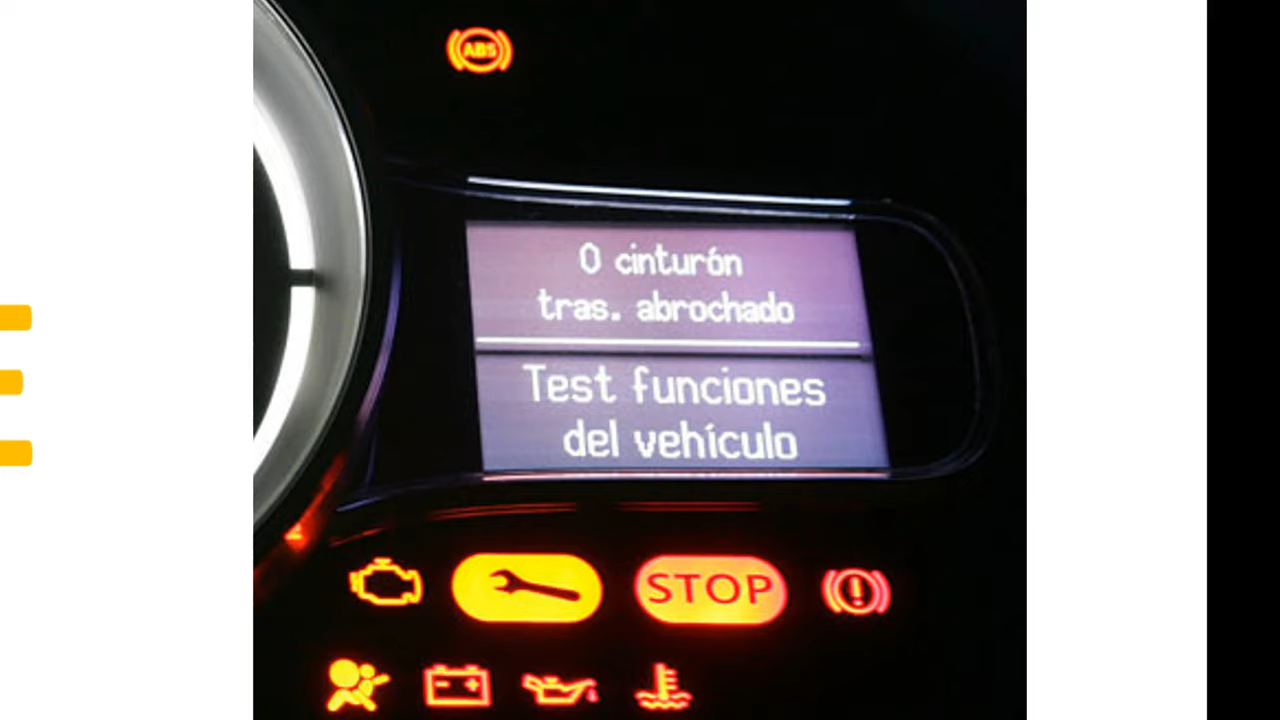 ABS
0 cinturón
tras. abrochado
Test funciones
del vehículo
STOP